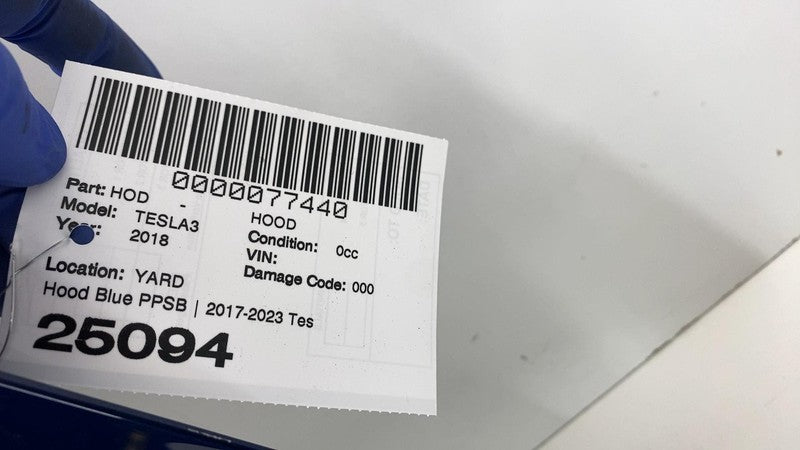 0000077440
Part: HOD -
HOOD
Model: TESLA3
Condition: 0cc
Year: 2018
VIN:
Damage Code: 000
Location: YARD
Hood Blue PPSB | 2017-2023 Tes
25094